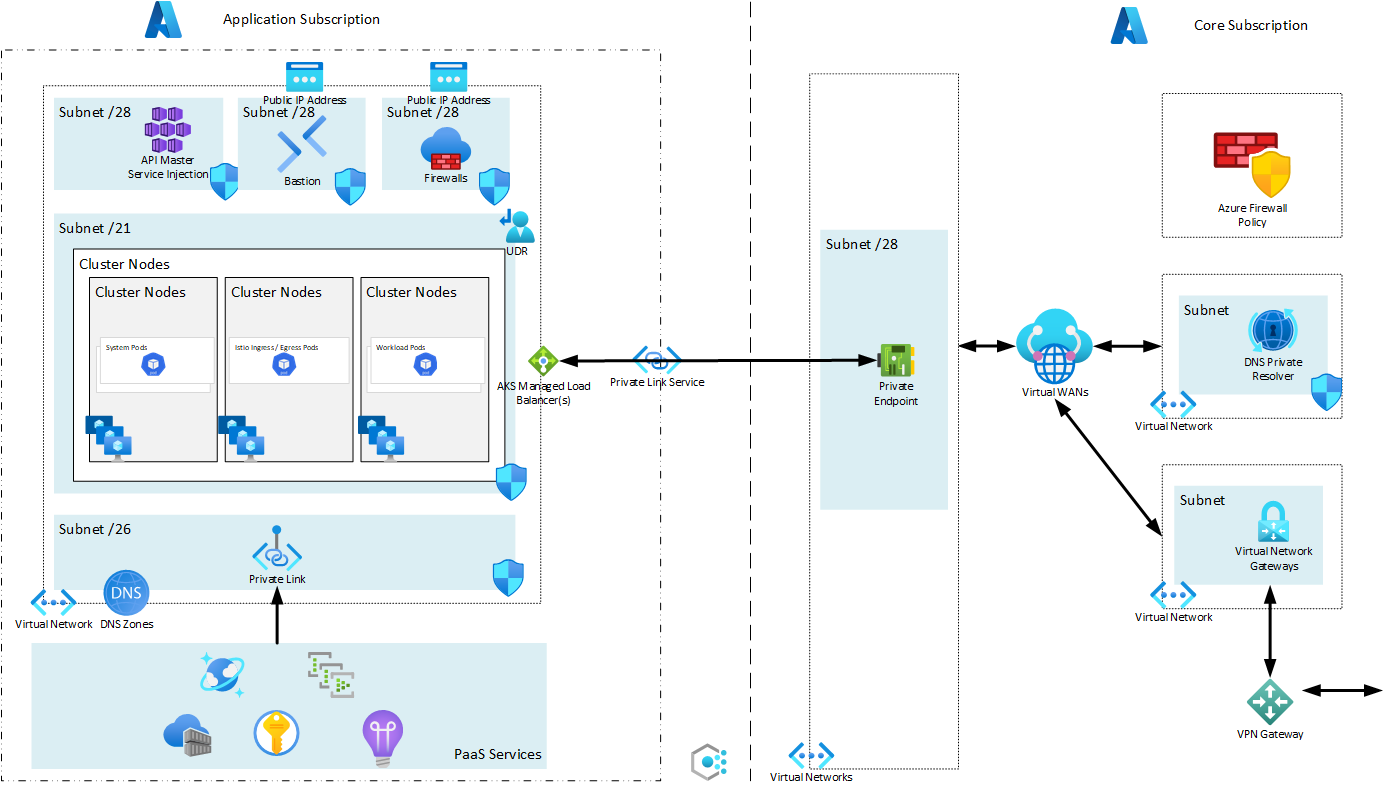 Application Subscription
Core Subscription
Public IP Address
Public IP Address
Subnet /28
API Master
Service Injection
Subnet /28
Bastion
Subnet /28
Firewalls
Subnet /21
UDR
Cluster Nodes
Cluster Nodes
System Pods
pod
Cluster Nodes
Istio Ingress / Egress Pods
pod
Cluster Nodes
Workload Pods
pod
AKS Managed Load
Balancer(s)
Private Link Service
Subnet /26
Private Link
Virtual Network
DNS
DNS Zones
PaaS Services
Subnet /28
Private
Endpoint
Virtual Networks
Virtual WANs
Azure Firewall
Policy
Subnet
DNS Private
Resolver
Virtual Network
Subnet
Virtual Network
Gateways
Virtual Network
VPN Gateway